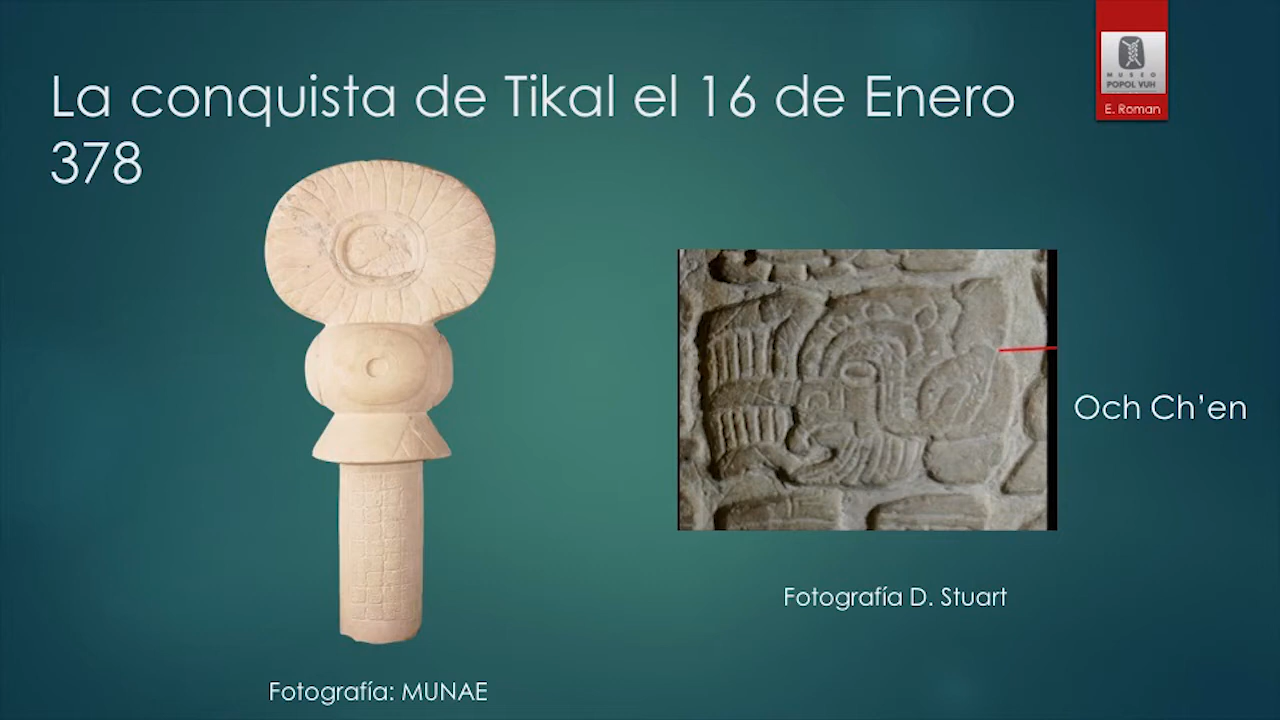 La conquista de Tikal el 16 de Enero
378
MUSEO
POPOL VUH
E. Roman
Och Ch’en
Fotografía D. Stuart
Fotografía: MUNAE